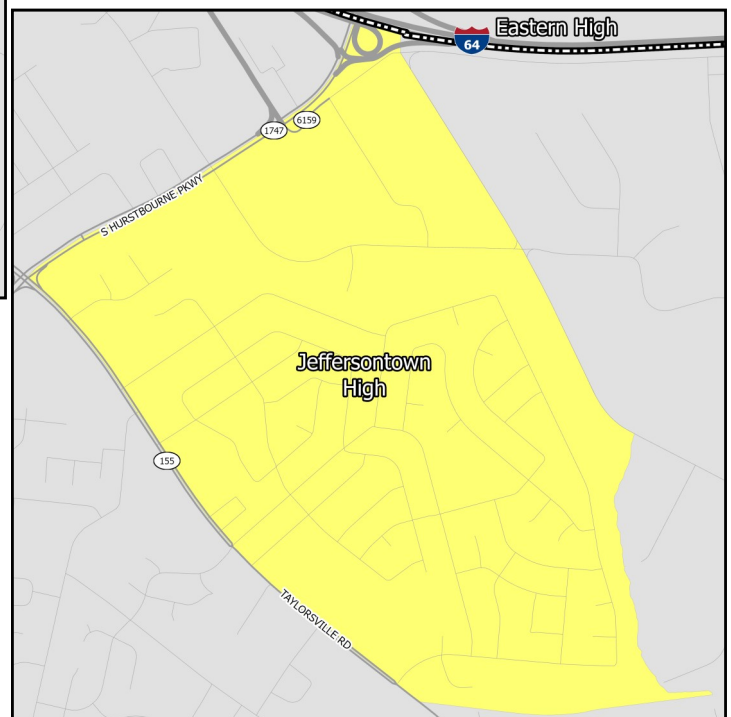 Eastern High
64
6159
1747
S HURSTBOURNE PKWY
Jeffersontown
High
155
TAYLORSVILLE RD